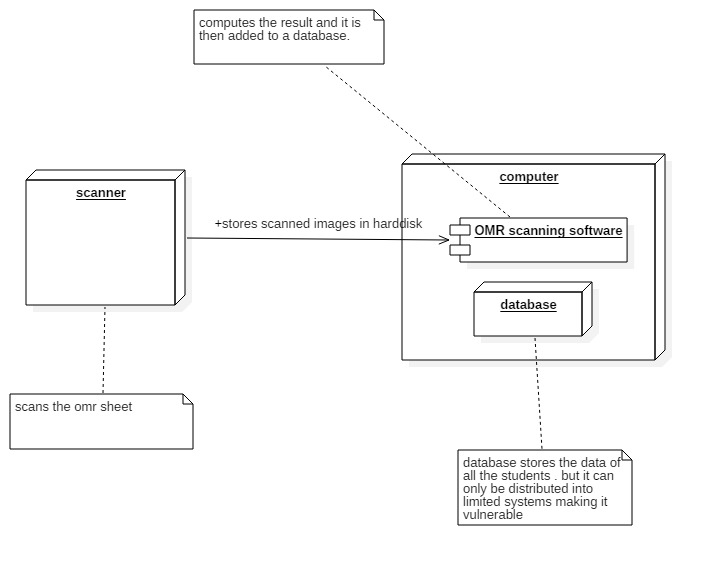 computes the result and it is
then added to a database.
computer
scanner
+stores scanned images in harddisk
OMR scanning software
database
scans the omr sheet
database stores the data of
all the students . but it can
only be distributed into
limited systems making it
vulnerable